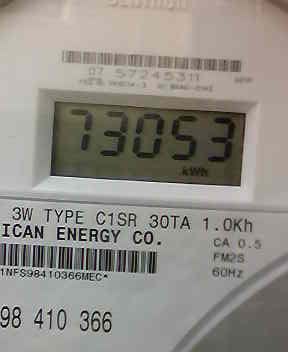 07 57245311
73053
kWh
3W TYPE C1SR 30TA 1.0Kh
ICAN ENERGY CO.
CA 0.5
FM2S
60Hz
1NFS98410366MEC*
98 410 366